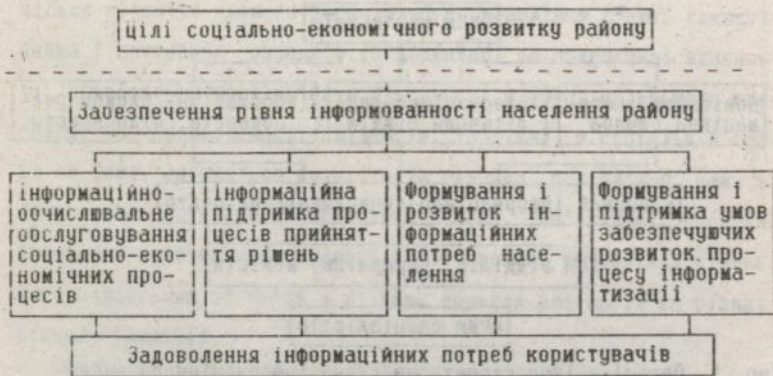 Цілі соціально-економічного розвитку району
Забезпечення рівня інформованності населення району
інформаційно-
оочислювальне
оослуговування
соціально-еко-
номічних про-
цесів
інформаційна
підтримка про-
цесів прийнят-
тя рішень
Формування і
розвиток ін-
формаційних
потреб насе-
лення
Формування і
підтримка умов
забезпечуючих
розвиток про-
цесу інформа-
тизації
Задоволення інформаційних потреб користувачів